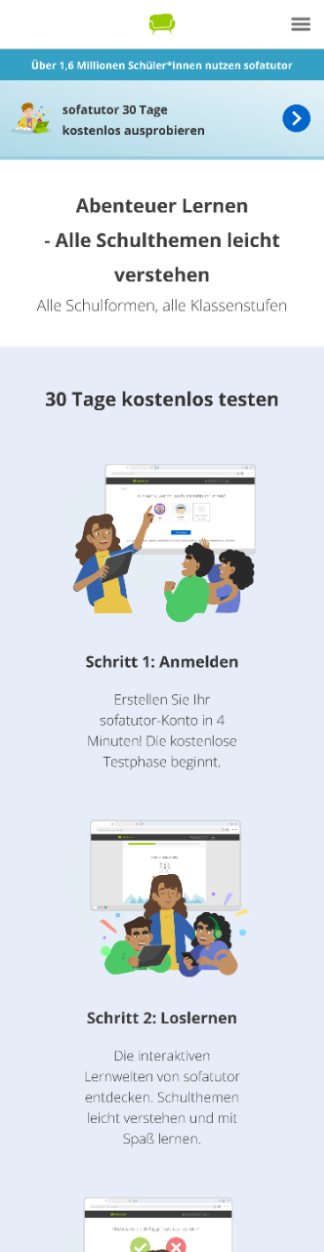 Über 1,6 Millionen Schüler*innen nutzen sofatutor
sofatutor 30 Tage
kostenlos ausprobieren
Abenteuer Lernen
- Alle Schulthemen leicht
verstehen
Alle Schulformen, alle Klassenstufen
30 Tage kostenlos testen
Schritt 1: Anmelden
Erstellen Sie Ihr
sofatutor-Konto in 4
Minuten! Die kostenlose
Testphase beginnt.
Schritt 2: Loslernen
Die interaktiven
Lernwelten von sofatutor
entdecken. Schulthemen
leicht verstehen und mit
Spaß lernen.